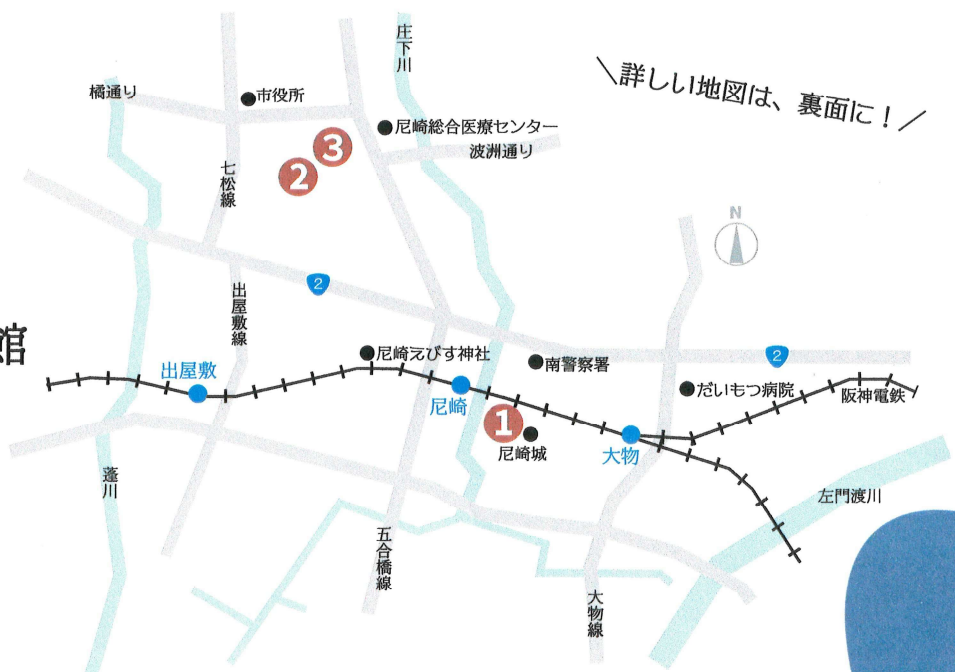 庄下川
＼詳しい地図は、裏面に！／
橘通り
市役所
尼崎総合医療センター
波洲通り
3
2
七松線
N
2
出屋敷線
館
尼崎えびす神社
南警察署
2
出屋敷
尼崎
だいもつ病院
阪神電鉄
1
尼崎城
大物
蓬川
左門渡川
五合橋線
大物線